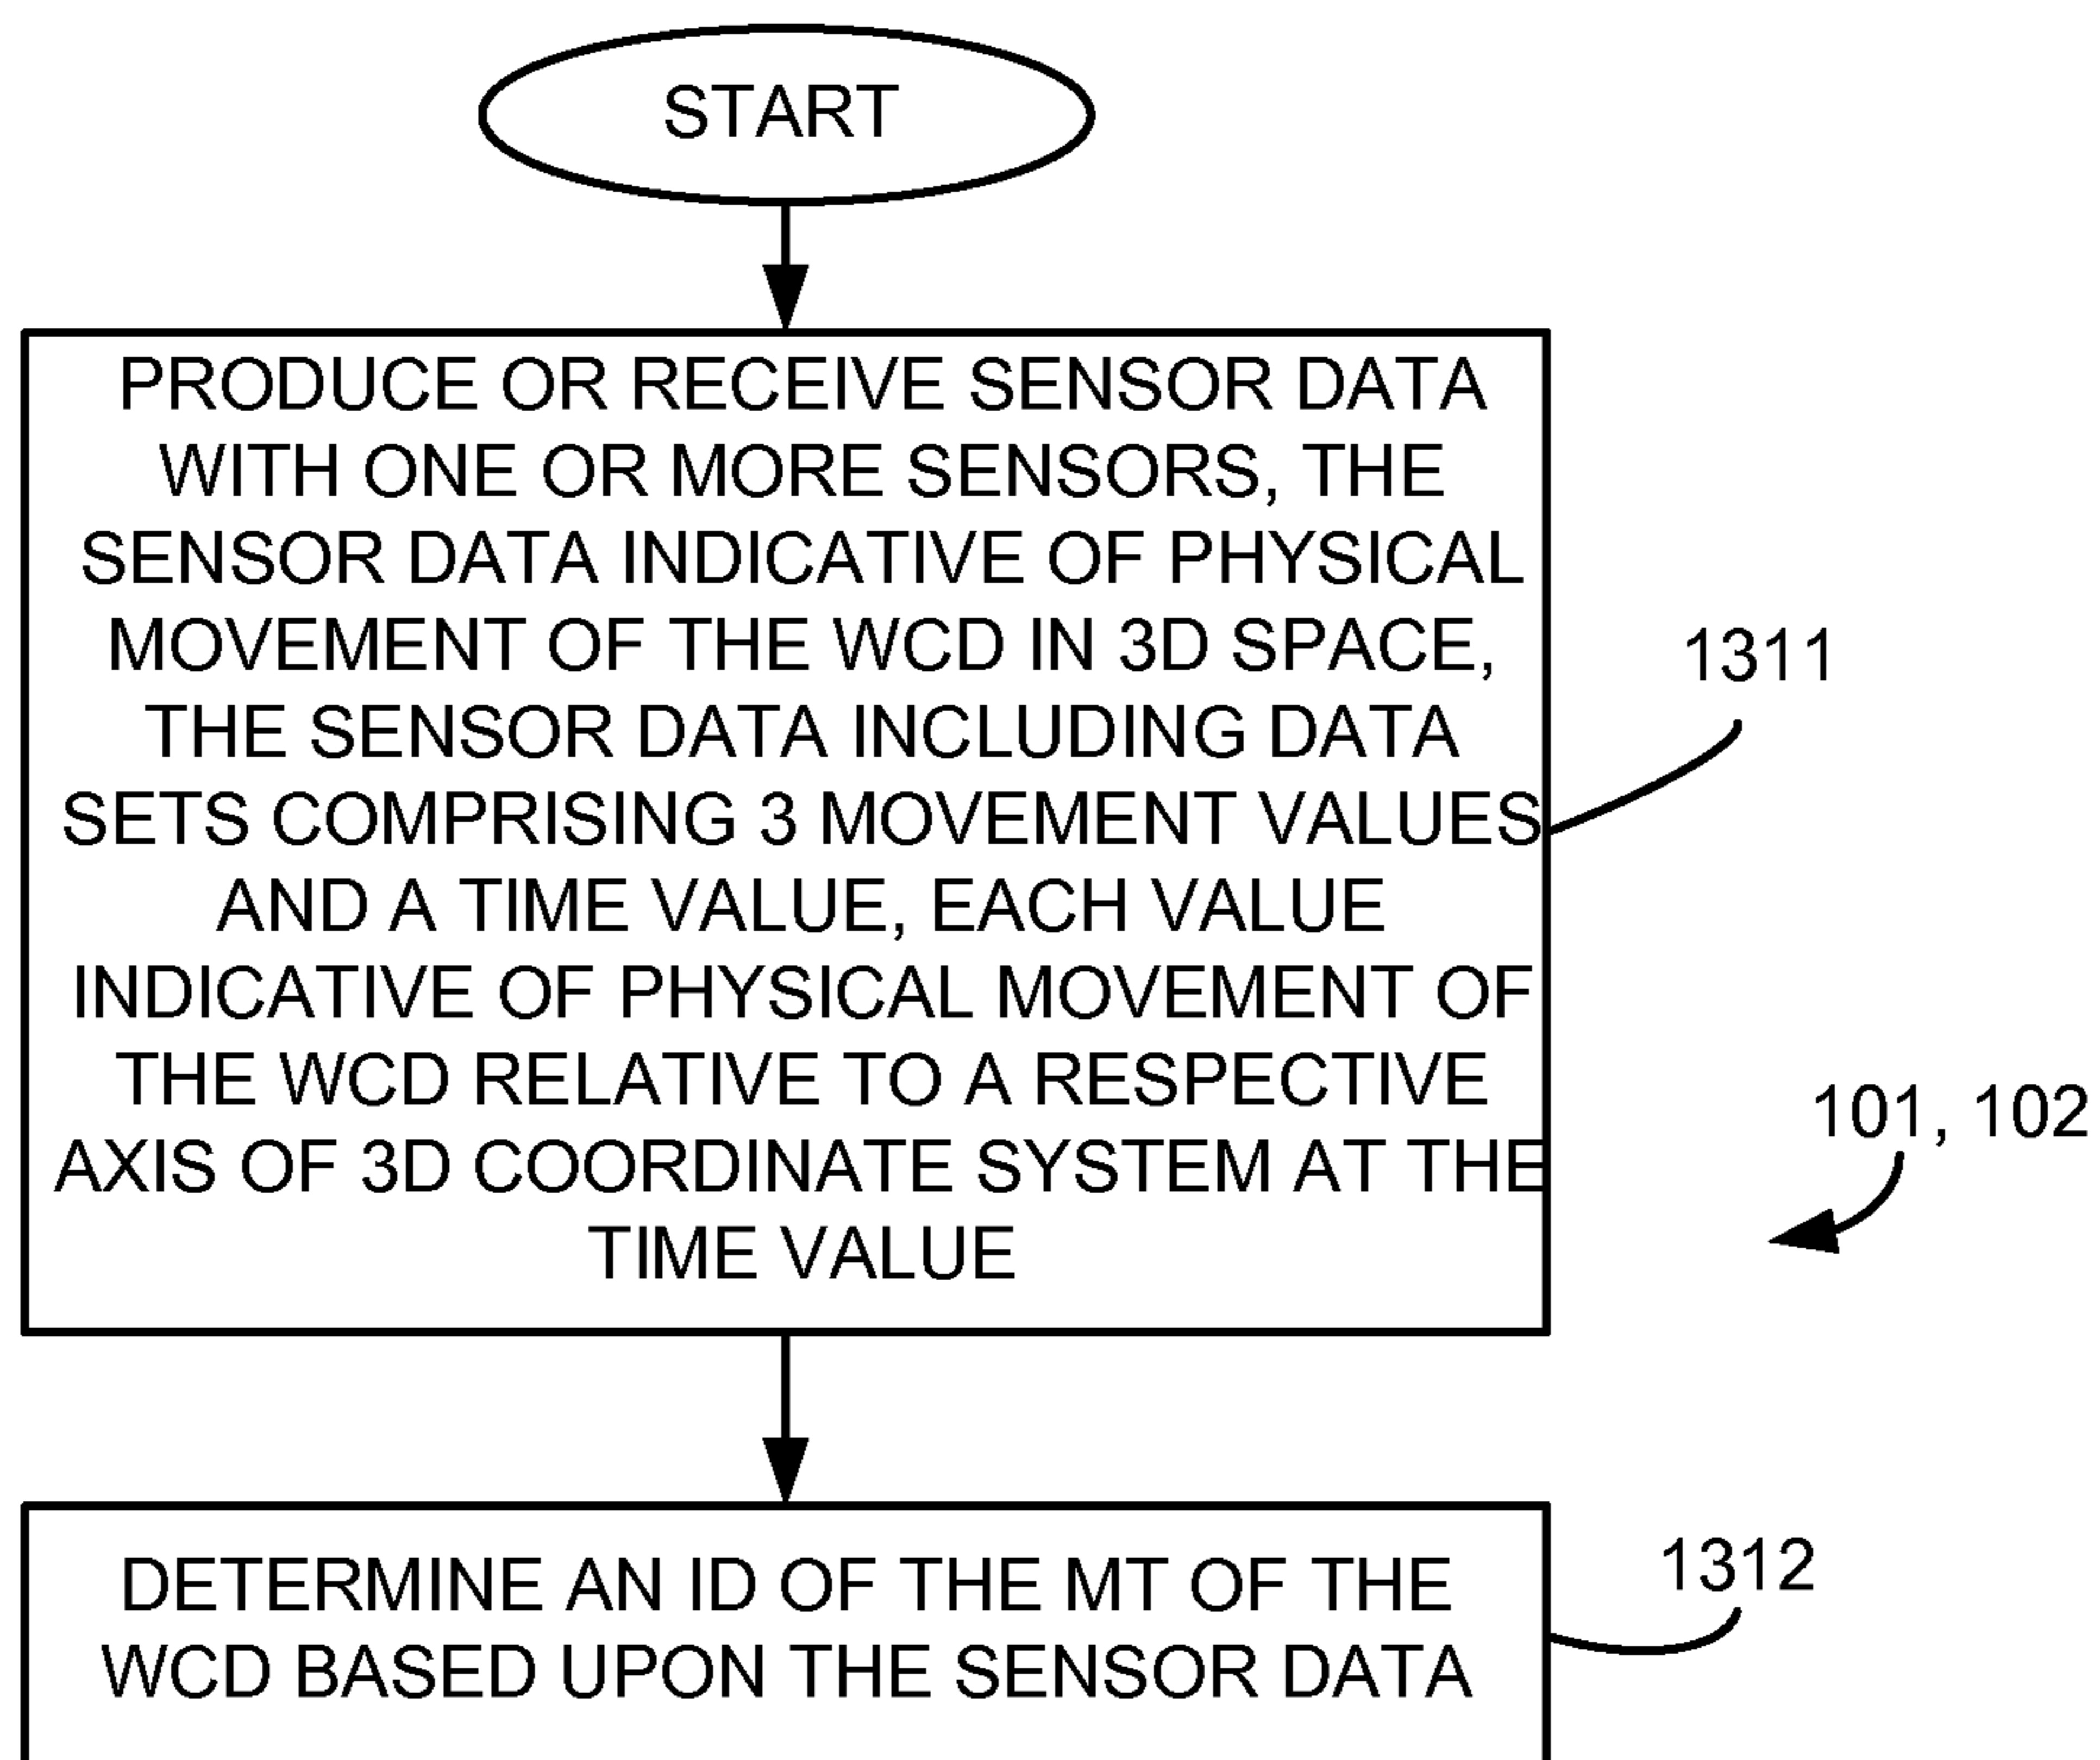 START
PRODUCE OR RECEIVE SENSOR DATA
WITH ONE OR MORE SENSORS, THE
SENSOR DATA INDICATIVE OF PHYSICAL
MOVEMENT OF THE WCD IN 3D SPACE,
THE SENSOR DATA INCLUDING DATA
SETS COMPRISING 3 MOVEMENT VALUES
AND A TIME VALUE, EACH VALUE
INDICATIVE OF PHYSICAL MOVEMENT OF
THE WCD RELATIVE TO A RESPECTIVE
AXIS OF 3D COORDINATE SYSTEM AT THE
TIME VALUE
1311
101, 102
DETERMINE AN ID OF THE MT OF THE
WCD BASED UPON THE SENSOR DATA
1312